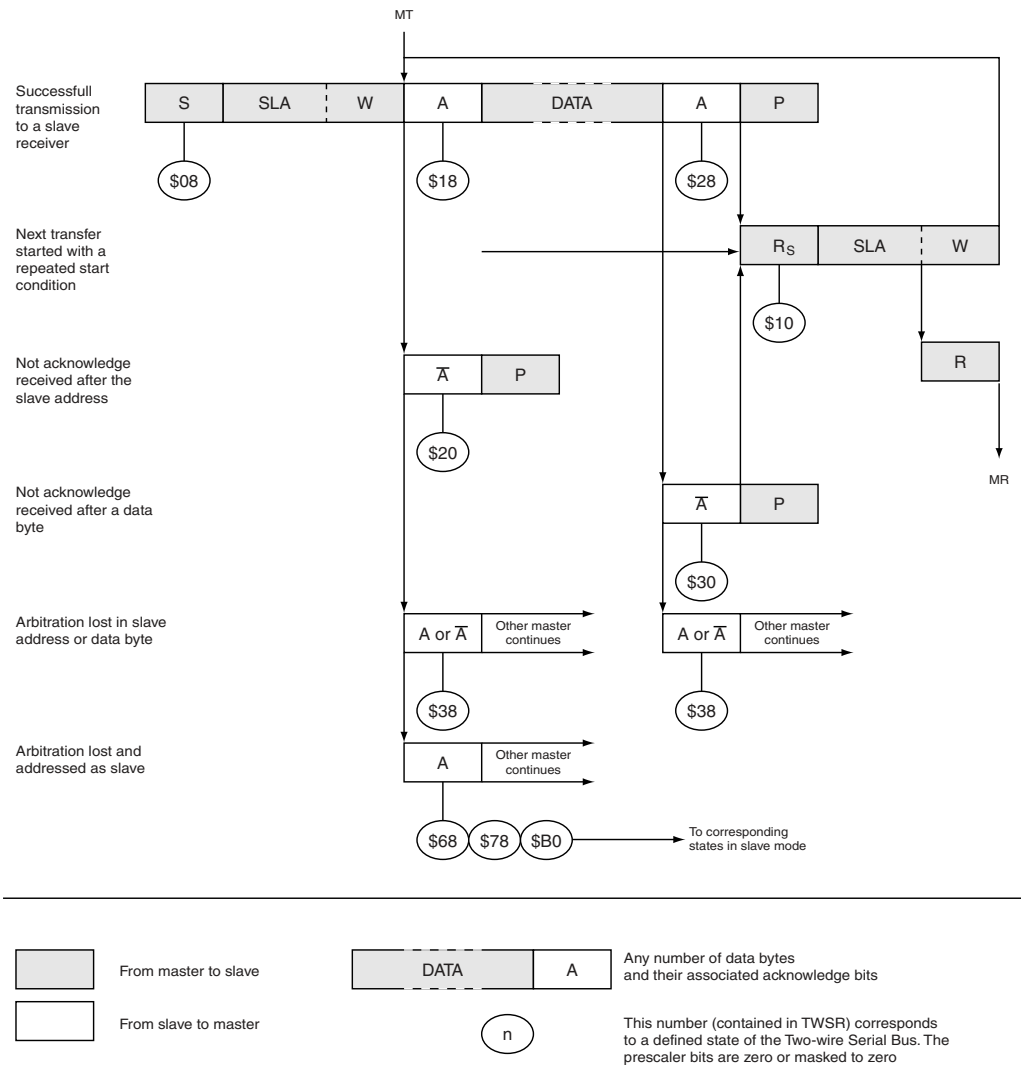 MT
Successfull
transmission
to a slave
receiver
S SLA W A DATA A P
$08 $18 $28
Next transfer
started with a
repeated start
condition
RS SLA W
$10
Not acknowledge
received after the
slave address
A̅ P
R
$20
MR
Not acknowledge
received after a data
byte
A̅ P
$30
Arbitration lost in slave
address or data byte
A or A̅
Other master
continues
A or A̅
Other master
continues
$38 $38
Arbitration lost and
addressed as slave
A
Other master
continues
$68 $78 $B0
To corresponding
states in slave mode
From master to slave
DATA A
Any number of data bytes
and their associated acknowledge bits
From slave to master
n
This number (contained in TWSR) corresponds
to a defined state of the Two-wire Serial Bus. The
prescaler bits are zero or masked to zero